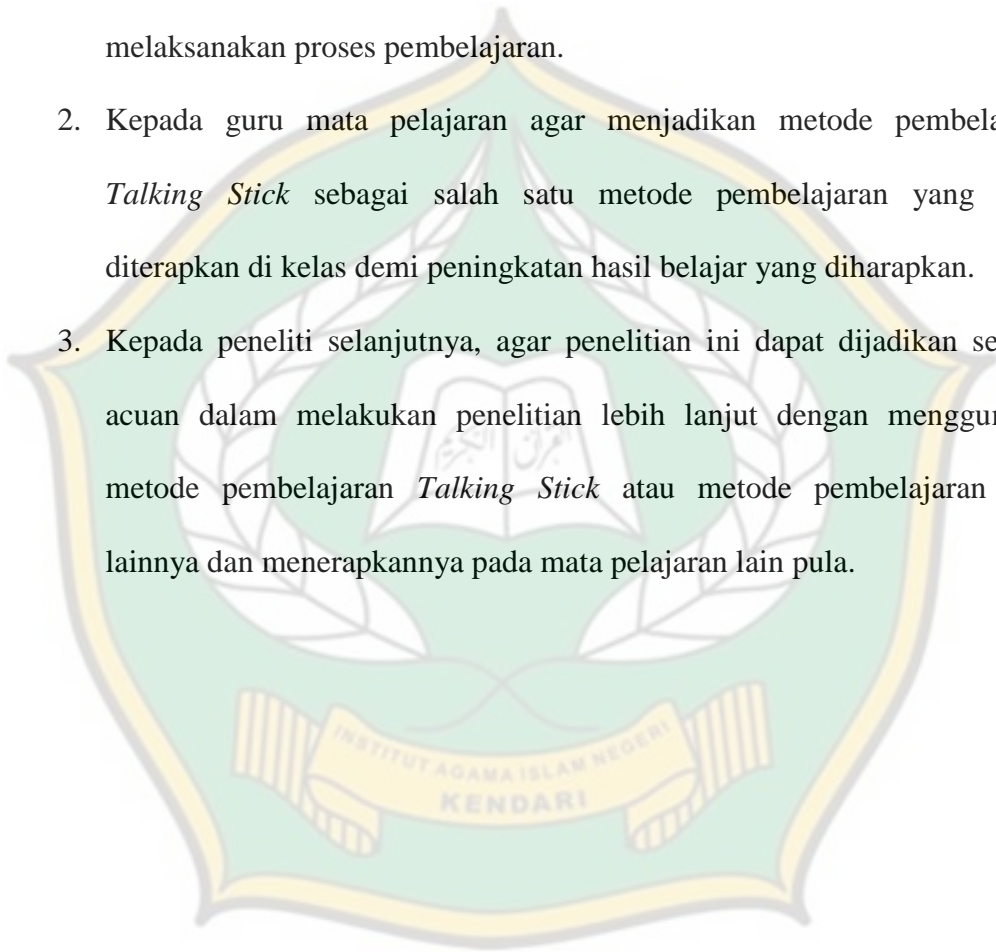 melaksanakan proses pembelajaran.
2. Kepada guru mata pelajaran agar menjadikan metode pembela
Talking Stick sebagai salah satu metode pembelajaran yang
diterapkan di kelas demi peningkatan hasil belajar yang diharapkan.
3. Kepada peneliti selanjutnya, agar penelitian ini dapat dijadikan se
acuan dalam melakukan penelitian lebih lanjut dengan menggun
metode pembelajaran Talking Stick atau metode pembelajaran
lainnya dan menerapkannya pada mata pelajaran lain pula.
INSTITUT AGAMA ISLAM NEGERI
KENDARI